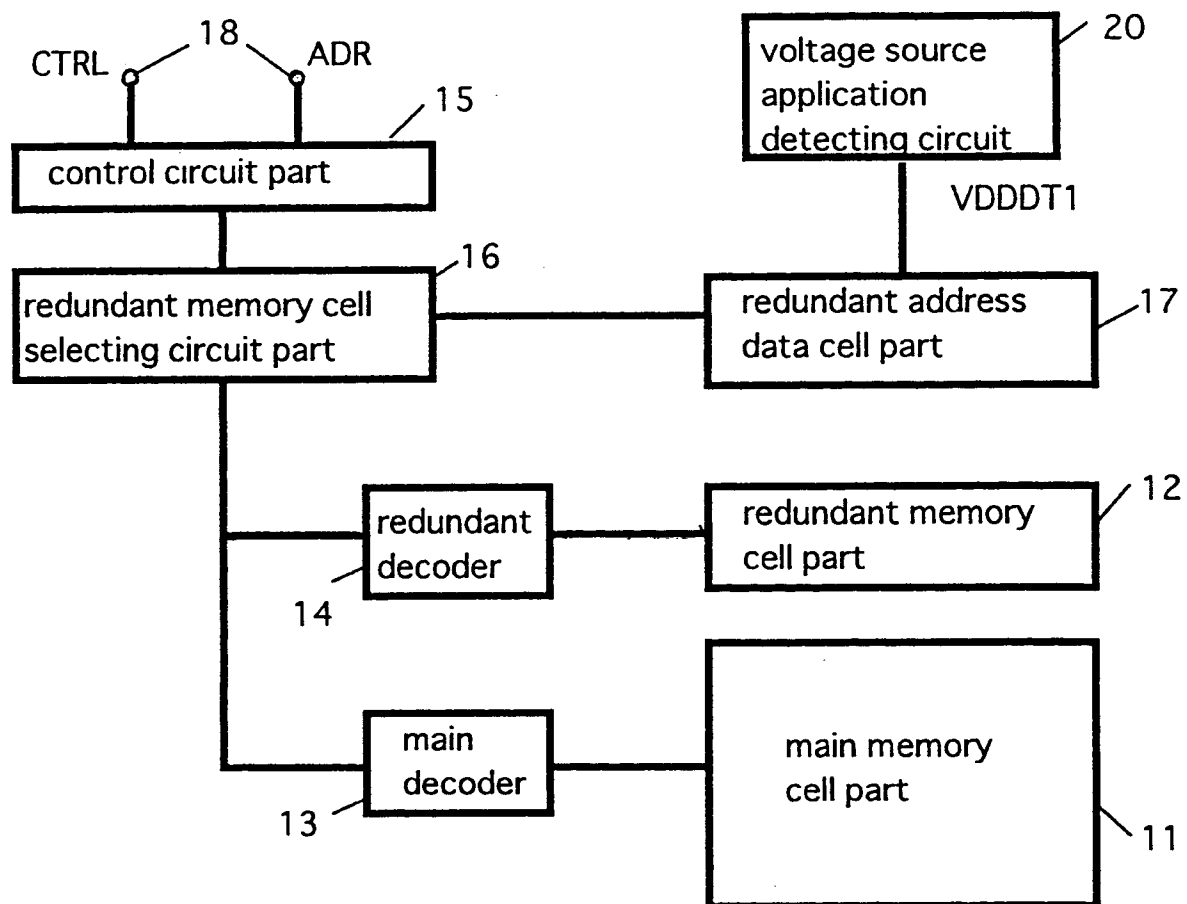 18
CTRL
ADR
15
control circuit part
16
redundant memory cell
selecting circuit part
20
voltage source
application
detecting circuit
VDDDT1
redundant address
data cell part
17
redundant
decoder
14
redundant memory
cell part
12
main
decoder
13
main memory
cell part
11